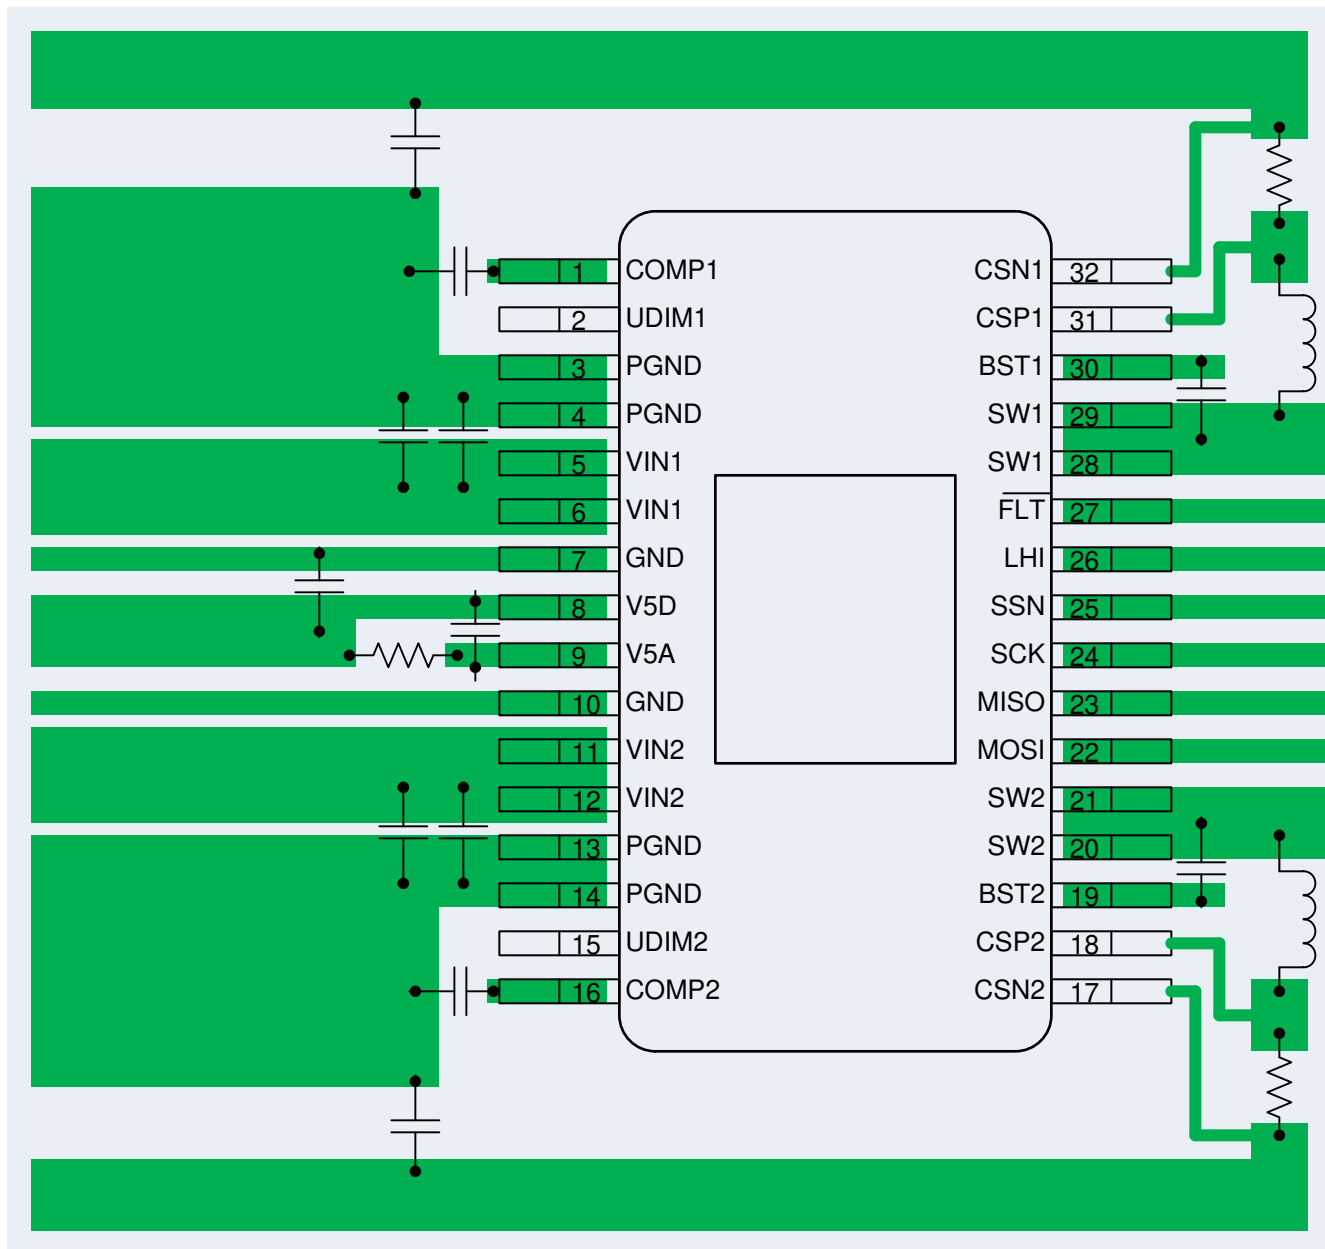 1 COMP1 CSN1 32
2 UDIM1 CSP1 31
3 PGND BST1 30
4 PGND SW1 29
5 VIN1 SW1 28
6 VIN1 FLT 27
7 GND LHI 26
8 V5D SSN 25
9 V5A SCK 24
10 GND MISO 23
11 VIN2 MOSI 22
12 VIN2 SW2 21
13 PGND SW2 20
14 PGND BST2 19
15 UDIM2 CSP2 18
16 COMP2 CSN2 17